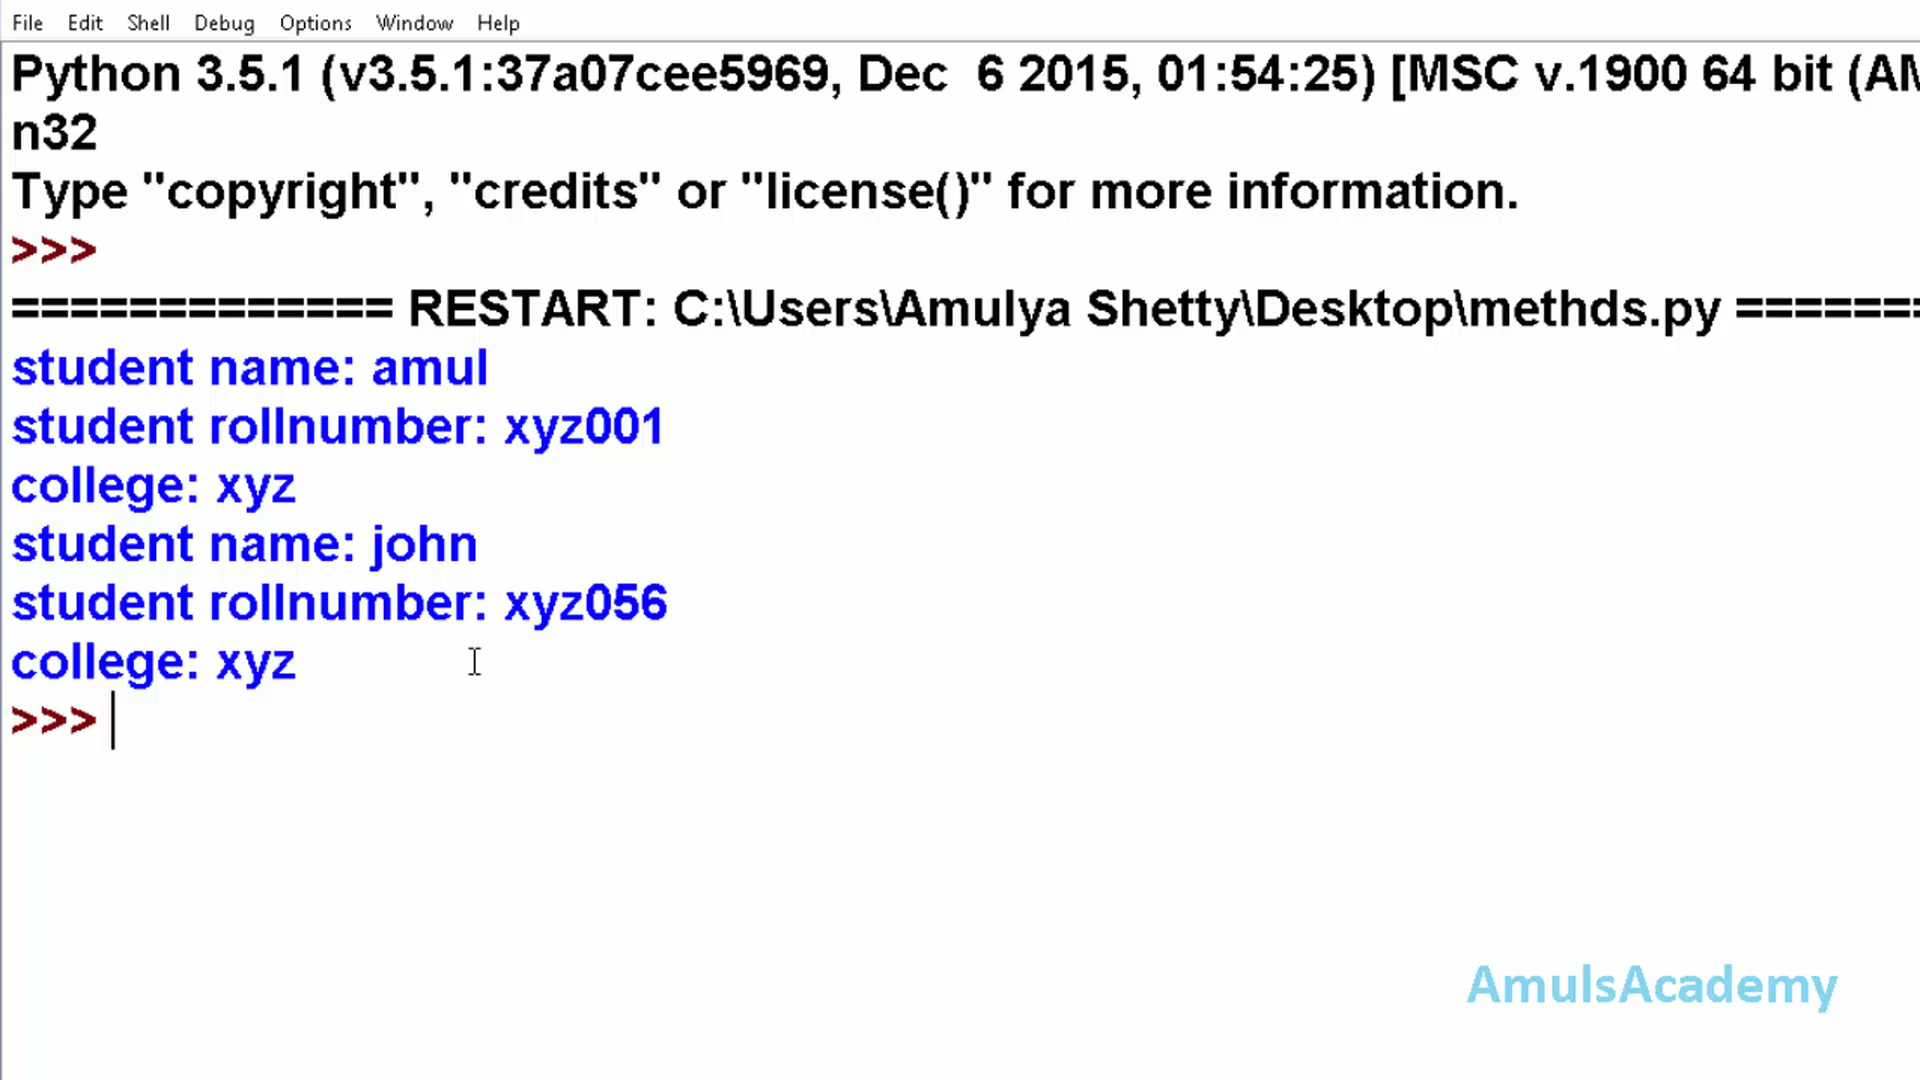 File Edit Shell Debug Options Window Help
Python 3.5.1 (v3.5.1:37a07cee5969, Dec  6 2015, 01:54:25) [MSC v.1900 64 bit (AM
n32
Type "copyright", "credits" or "license()" for more information.
>>>
============= RESTART: C:\Users\Amulya Shetty\Desktop\methds.py =======
student name: amul
student rollnumber: xyz001
college: xyz
student name: john
student rollnumber: xyz056
college: xyz
>>>
AmulsAcademy